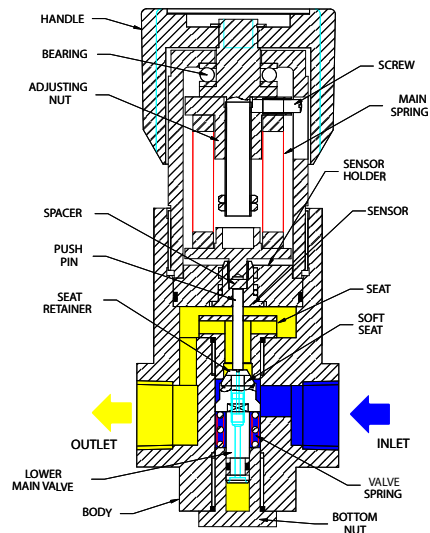 HANDLE
BEARING
ADJUSTING
NUT
SCREW
MAIN
SPRING
SENSOR
HOLDER
SPACER
SENSOR
PUSH
PIN
SEAT
RETAINER
SEAT
SOFT
SEAT
OUTLET
INLET
LOWER
MAIN VALVE
VALVE
SPRING
BODY
BOTTOM
NUT